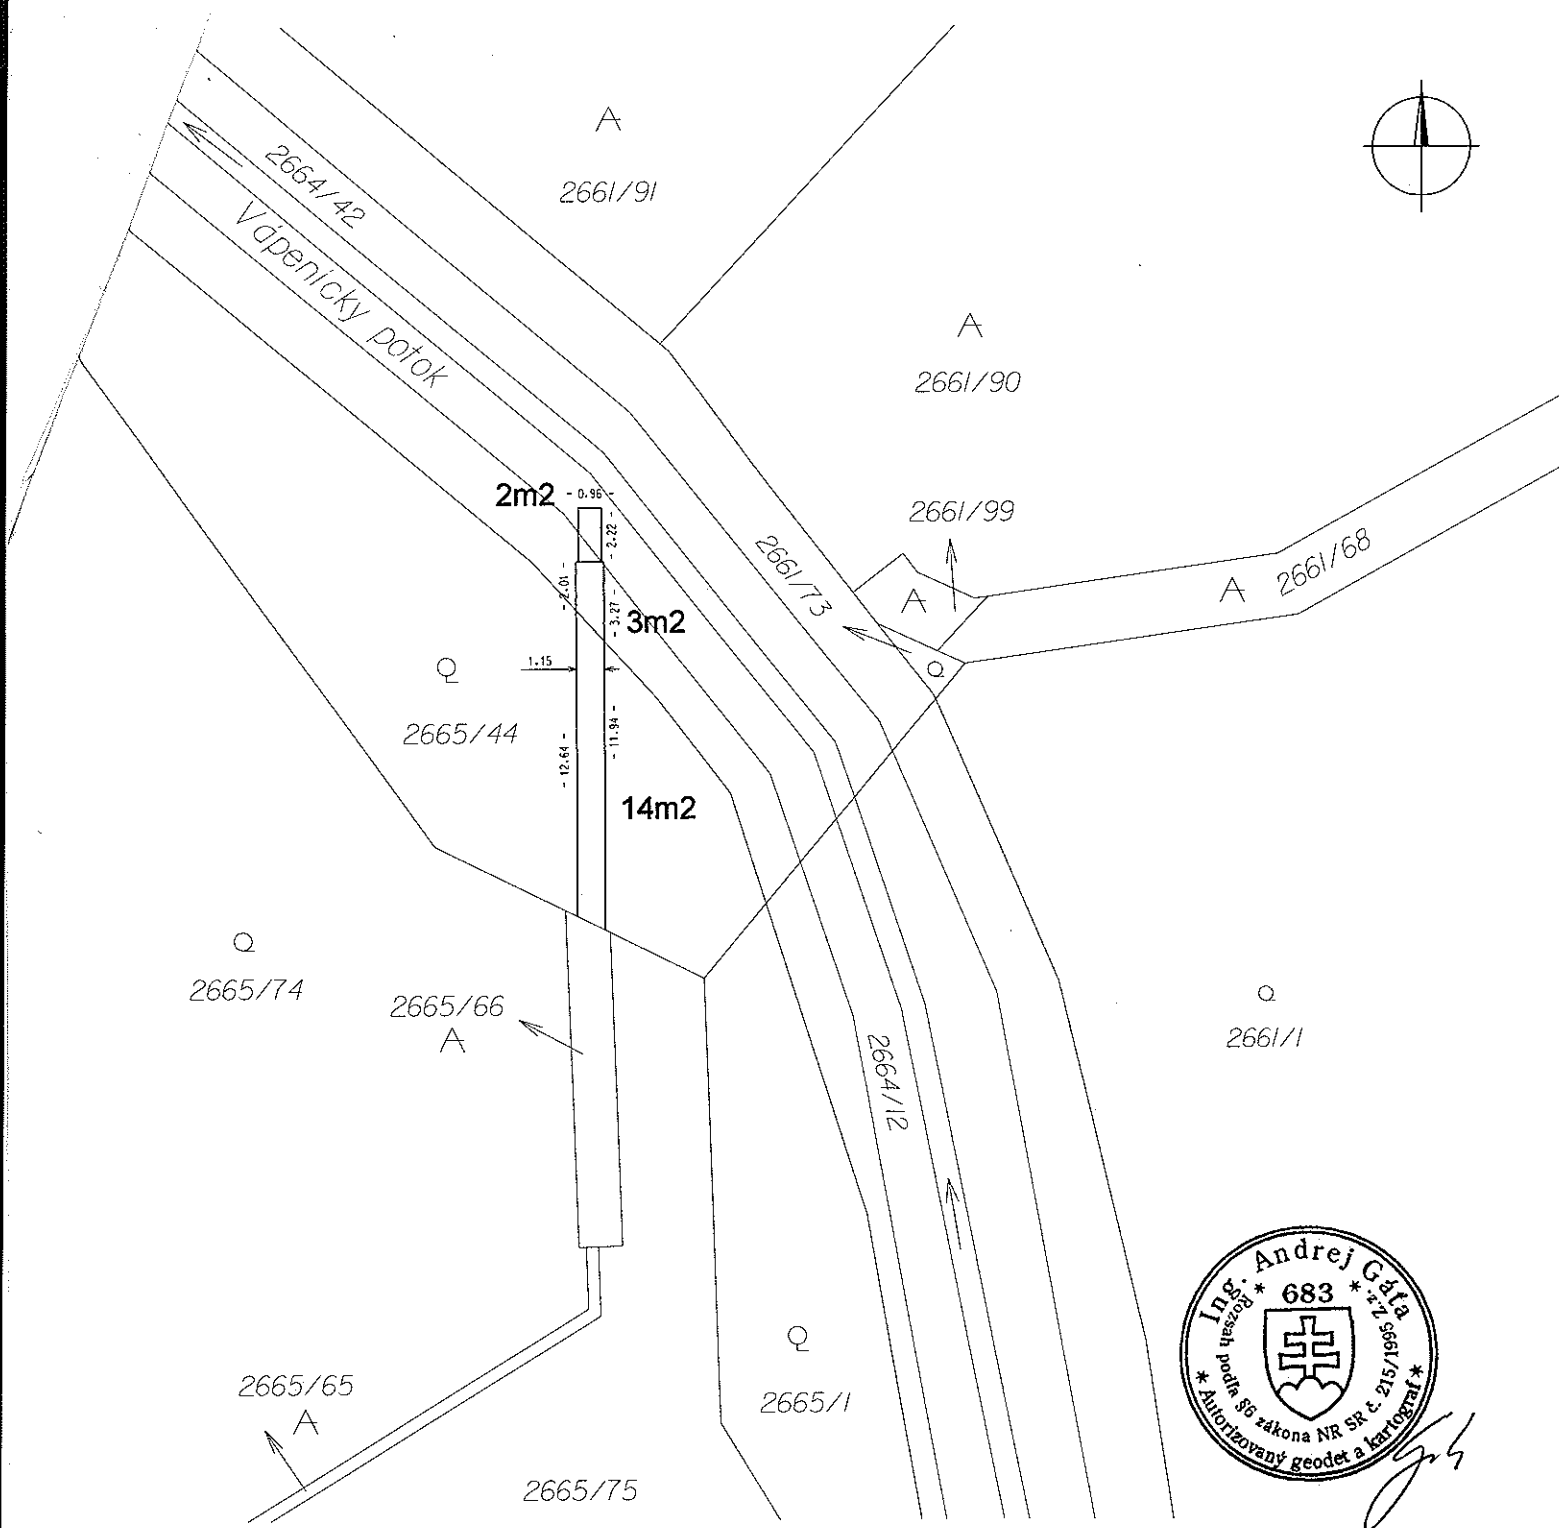 A
2661/91
2664/42
Vápenický potok
A
2661/90
2m2
- 0.96 -
- 2.22 -
2661/99
2661/73
A
A
2661/68
- 2.01 -
- 3.27 -
3m2
1.15
Q
Q
2665/44
- 12.64 -
- 11.94 -
14m2
Q
2665/74
2665/66
A
Q
2661/1
2664/12
Ing. Andrej Gáťa
* 683 *
Rozsah podľa §6 zákona NR SR č. 215/1995 Z.z.
* Autorizovaný geodet a kartograf *
Q
2665/1
2665/65
A
2665/75